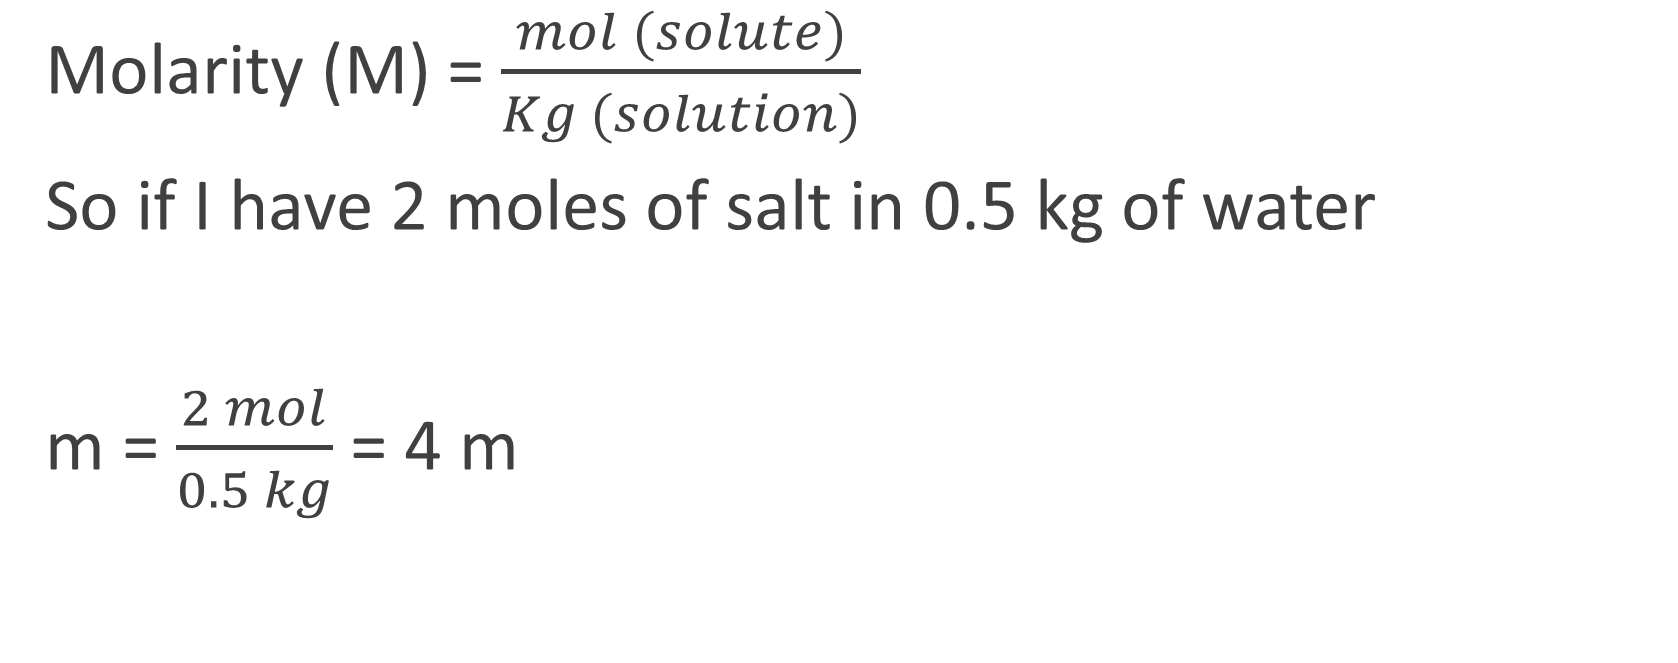 Molarity (M) = mol (solute) / Kg (solution)
So if I have 2 moles of salt in 0.5 kg of water
m = 2 mol / 0.5 kg = 4 m